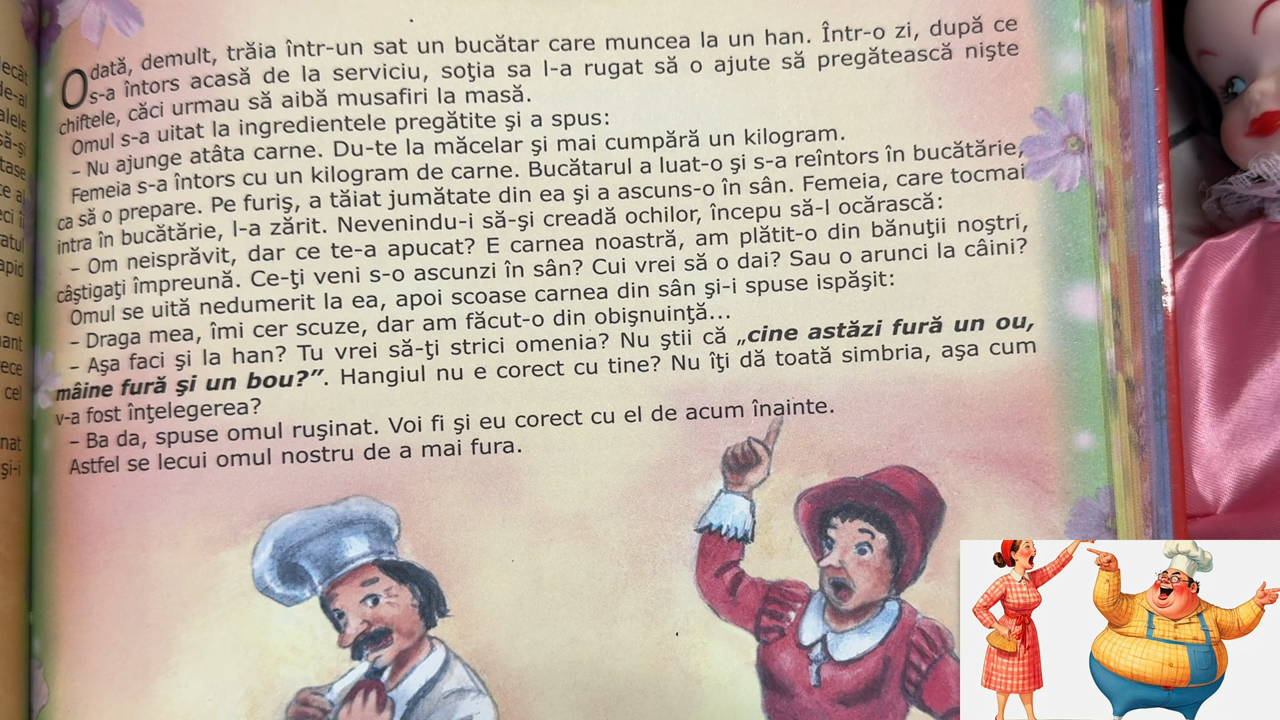 Odată, demult, trăia într-un sat un bucătar care muncea la un han. Într-o zi, după ce
s-a întors acasă de la serviciu, soţia sa l-a rugat să o ajute să pregătească nişte
chiftele, căci urmau să aibă musafiri la masă.
Omul s-a uitat la ingredientele pregătite şi a spus:
– Nu ajunge atâta carne. Du-te la măcelar şi mai cumpără un kilogram.
Femeia s-a întors cu un kilogram de carne. Bucătarul a luat-o şi s-a reîntors în bucătărie,
ca să o prepare. Pe furiş, a tăiat jumătate din ea şi a ascuns-o în sân. Femeia, care tocmai
intra în bucătărie, l-a zărit. Nevenindu-i să-şi creadă ochilor, începu să-l ocărască:
– Om neisprăvit, dar ce te-a apucat? E carnea noastră, am plătit-o din bănuţii noştri,
câştigaţi împreună. Ce-ţi veni s-o ascunzi în sân? Cui vrei să o dai? Sau o arunci la câini?
Omul se uită nedumerit la ea, apoi scoase carnea din sân şi-i spuse ispăşit:
– Draga mea, îmi cer scuze, dar am făcut-o din obişnuinţă...
– Aşa faci şi la han? Tu vrei să-ţi strici omenia? Nu ştii că „cine astăzi fură un ou,
mâine fură şi un bou?”. Hangiul nu e corect cu tine? Nu îţi dă toată simbria, aşa cum
v-a fost înţelegerea?
– Ba da, spuse omul ruşinat. Voi fi şi eu corect cu el de acum înainte.
Astfel se lecui omul nostru de a mai fura.